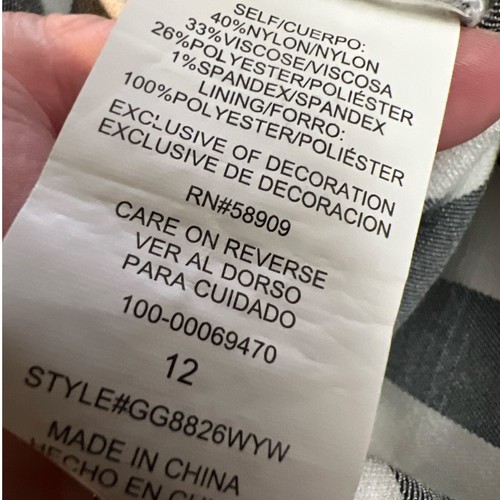 SELF/CUERPO:
40%NYLON/NYLON
33%VISCOSE/VISCOSA
26%POLYESTER/POLIÉSTER
1%SPANDEX/SPANDEX
LINING/FORRO:
100%POLYESTER/POLIÉSTER
EXCLUSIVE OF DECORATION
EXCLUSIVE DE DECORACION
RN#58909
CARE ON REVERSE
VER AL DORSO
PARA CUIDADO
100-00069470
12
STYLE#GG8826WYW
MADE IN CHINA
HECHO EN